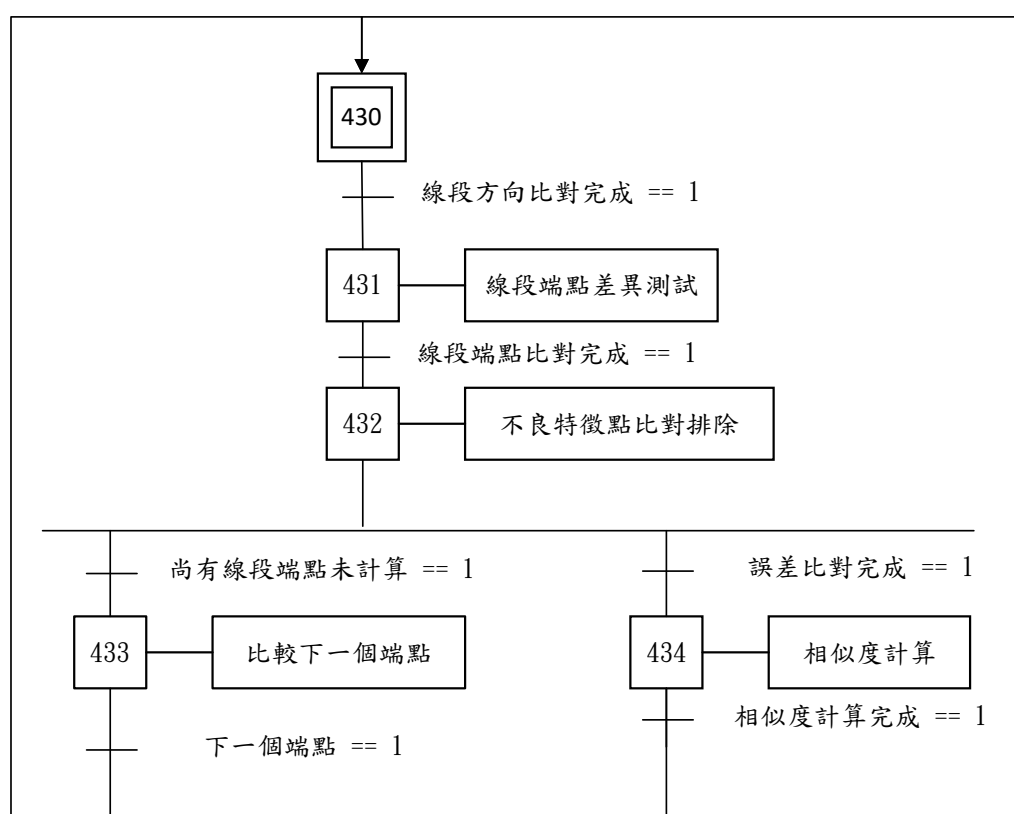 430
線段方向比對完成 == 1
431
線段端點差異測試
線段端點比對完成 == 1
432
不良特徵點比對排除
尚有線段端點未計算 == 1
誤差比對完成 == 1
433
比較下一個端點
434
相似度計算
相似度計算完成 == 1
下一個端點 == 1